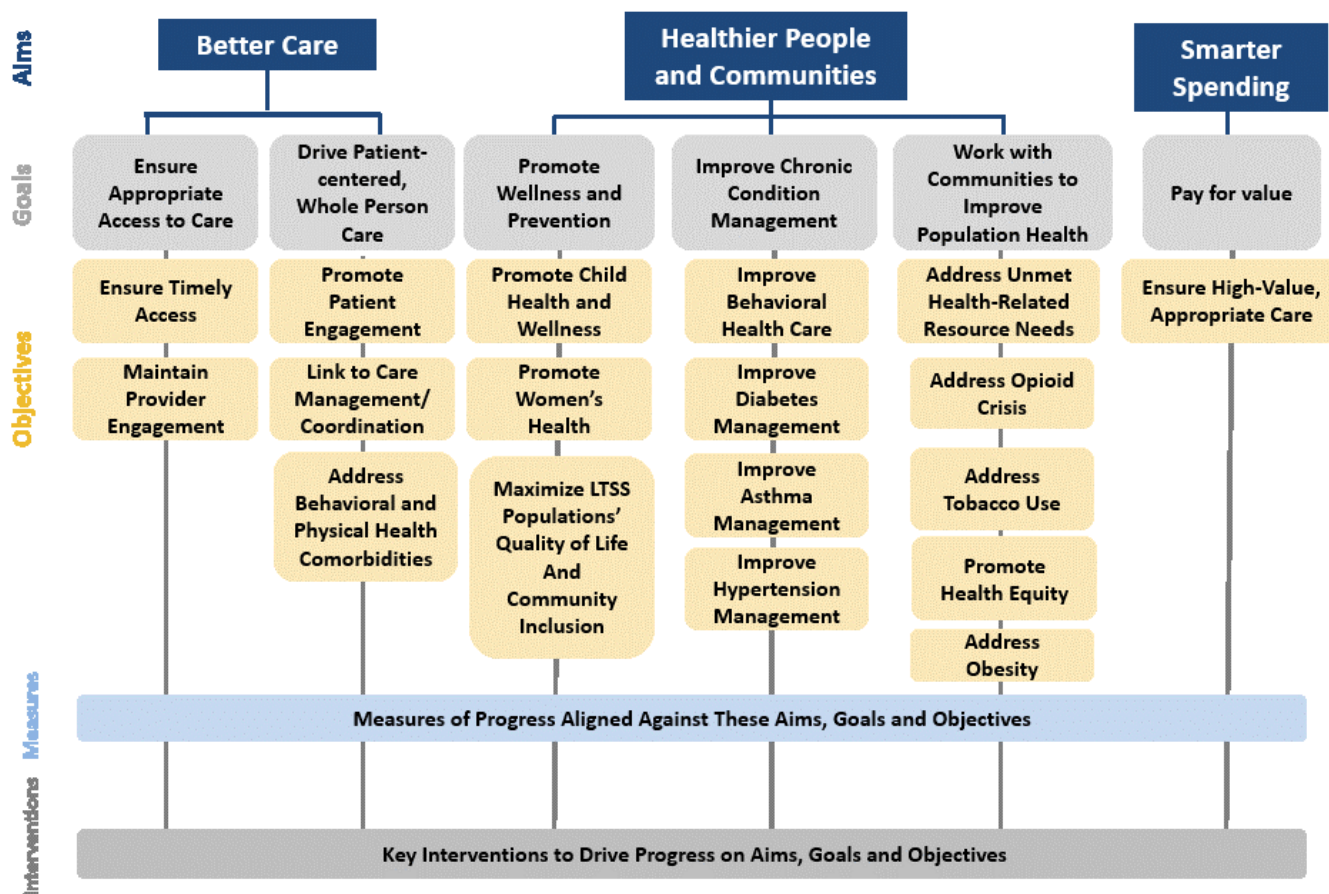 Aims
Better Care
Healthier People
and Communities
Smarter
Spending
Goals
Ensure
Appropriate
Access to Care
Drive Patient-
centered,
Whole Person
Care
Promote
Wellness and
Prevention
Improve Chronic
Condition
Management
Work with
Communities to
Improve
Population Health
Pay for value
Objectives
Ensure Timely
Access
Maintain
Provider
Engagement
Promote
Patient
Engagement
Link to Care
Management/
Coordination
Address
Behavioral and
Physical Health
Comorbidities
Promote Child
Health and
Wellness
Promote
Women’s
Health
Maximize LTSS
Populations’
Quality of Life
And
Community
Inclusion
Improve
Behavioral
Health Care
Improve
Diabetes
Management
Improve
Asthma
Management
Improve
Hypertension
Management
Address Unmet
Health-Related
Resource Needs
Address Opioid
Crisis
Address
Tobacco Use
Promote
Health Equity
Address
Obesity
Ensure High-Value,
Appropriate Care
Measures
Measures of Progress Aligned Against These Aims, Goals and Objectives
Interventions
Key Interventions to Drive Progress on Aims, Goals and Objectives